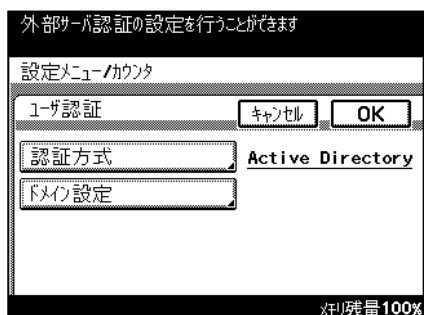 外部サーバ認証の設定を行うことができます
設定メニュー/カウンタ
ユーザ認証 キャンセル OK
認証方式 Active Directory
ドメイン設定
メモリ残量100%